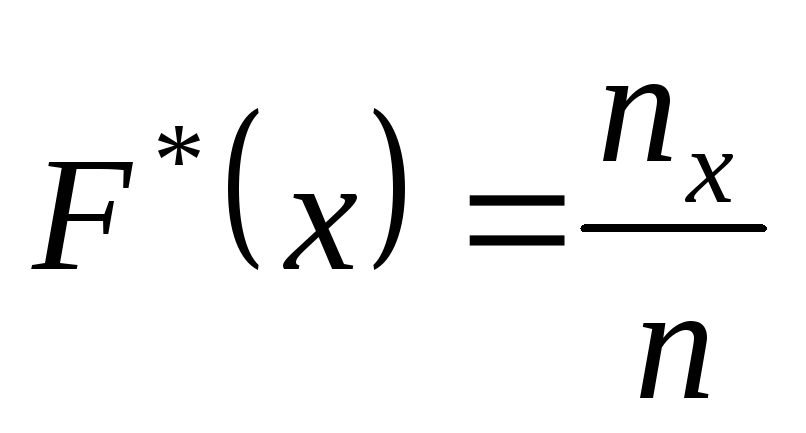 F*(x) = n_x / n